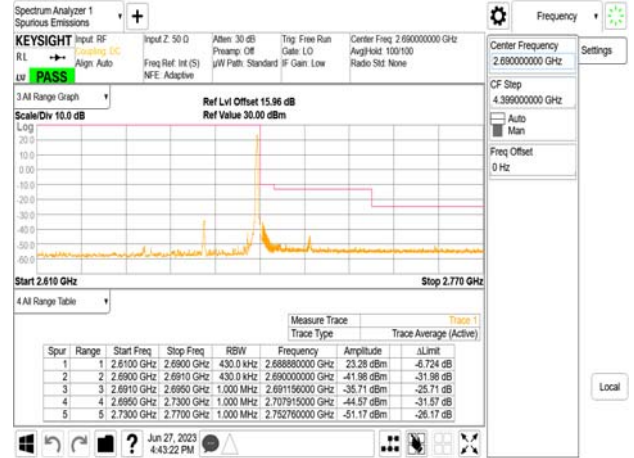 Spectrum Analyzer 1
Spurious Emissions
Frequency
KEYSIGHT
Input: RF
Coupling: DC
Align: Auto
Input Z: 50 Ω
Freq Ref: Int (S)
NFE: Adaptive
Atten: 30 dB
Preamp: Off
µW Path: Standard
Trig: Free Run
Gate: LO
IF Gain: Low
Center Freq: 2.690000000 GHz
Avg|Hold: 100/100
Radio Std: None
RL
LV PASS
Center Frequency
2.690000000 GHz
Settings
CF Step
4.399000000 GHz
Auto
Man
Freq Offset
0 Hz
Local
3 All Range Graph
Scale/Div 10.0 dB
Ref Lvl Offset 15.96 dB
Ref Value 30.00 dBm
Log
20.0
10.0
0.00
-10.0
-20.0
-30.0
-40.0
-50.0
-60.0
Start 2.610 GHz
Stop 2.770 GHz
4 All Range Table
Measure Trace Trace 1
Trace Type Trace Average (Active)
Spur Range Start Freq Stop Freq RBW Frequency Amplitude ΔLimit
1 1 2.6100 GHz 2.6900 GHz 430.0 kHz 2.688880000 GHz 23.28 dBm -6.724 dB
2 2 2.6900 GHz 2.6910 GHz 430.0 kHz 2.690000000 GHz -41.98 dBm -31.98 dB
3 3 2.6910 GHz 2.6950 GHz 1.000 MHz 2.691156000 GHz -35.71 dBm -25.71 dB
4 4 2.6950 GHz 2.7300 GHz 1.000 MHz 2.707915000 GHz -44.57 dBm -31.57 dB
5 5 2.7300 GHz 2.7700 GHz 1.000 MHz 2.752760000 GHz -51.17 dBm -26.17 dB
Jun 27, 2023
4:43:22 PM